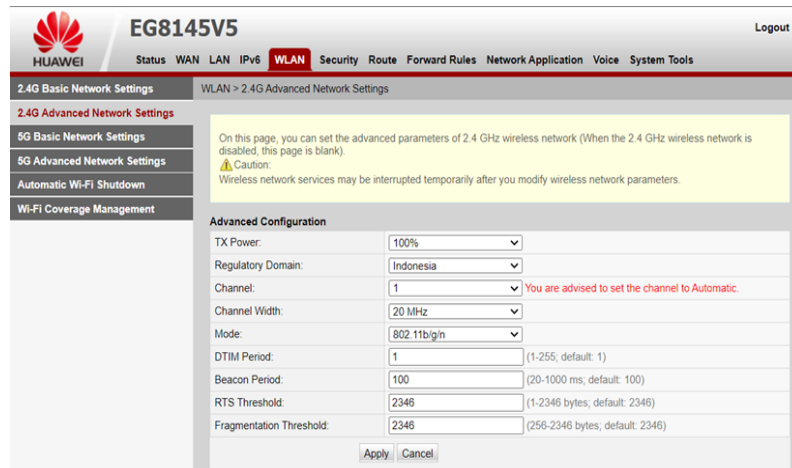 EG8145V5
Logout
HUAWEI
Status WAN LAN IPv6 WLAN Security Route Forward Rules Network Application Voice System Tools
2.4G Basic Network Settings
WLAN > 2.4G Advanced Network Settings
2.4G Advanced Network Settings
5G Basic Network Settings
5G Advanced Network Settings
Automatic Wi-Fi Shutdown
Wi-Fi Coverage Management
On this page, you can set the advanced parameters of 2.4 GHz wireless network (When the 2.4 GHz wireless network is
disabled, this page is blank).
Caution:
Wireless network services may be interrupted temporarily after you modify wireless network parameters.
Advanced Configuration
TX Power: 100%
Regulatory Domain: Indonesia
Channel: 1 You are advised to set the channel to Automatic.
Channel Width: 20 MHz
Mode: 802.11b/g/n
DTIM Period: 1 (1-255; default: 1)
Beacon Period: 100 (20-1000 ms; default: 100)
RTS Threshold: 2346 (1-2346 bytes; default: 2346)
Fragmentation Threshold: 2346 (256-2346 bytes; default: 2346)
Apply Cancel